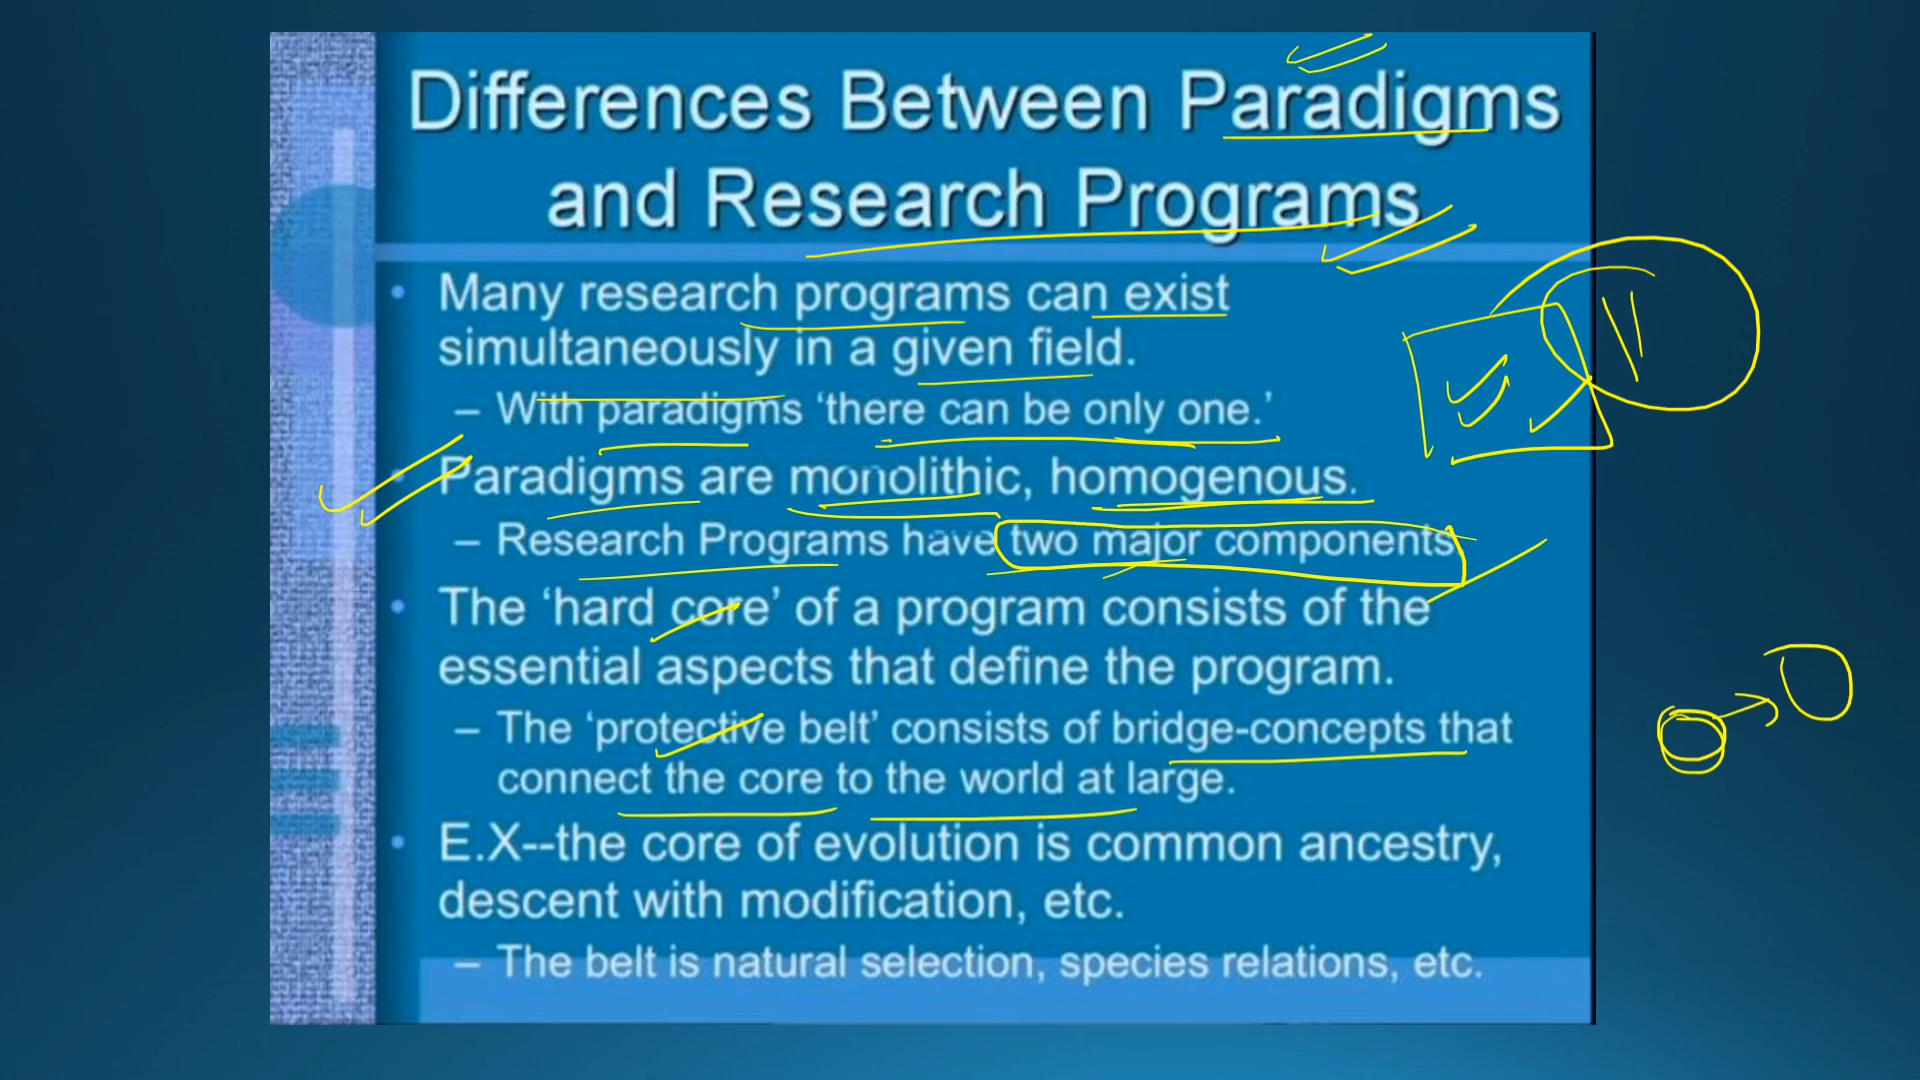 Differences Between Paradigms
and Research Programs
• Many research programs can exist
simultaneously in a given field.
– With paradigms ‘there can be only one.’
• Paradigms are monolithic, homogenous.
– Research Programs have two major components
• The ‘hard core’ of a program consists of the
essential aspects that define the program.
– The ‘protective belt’ consists of bridge-concepts that
connect the core to the world at large.
• E.X--the core of evolution is common ancestry,
descent with modification, etc.
– The belt is natural selection, species relations, etc.